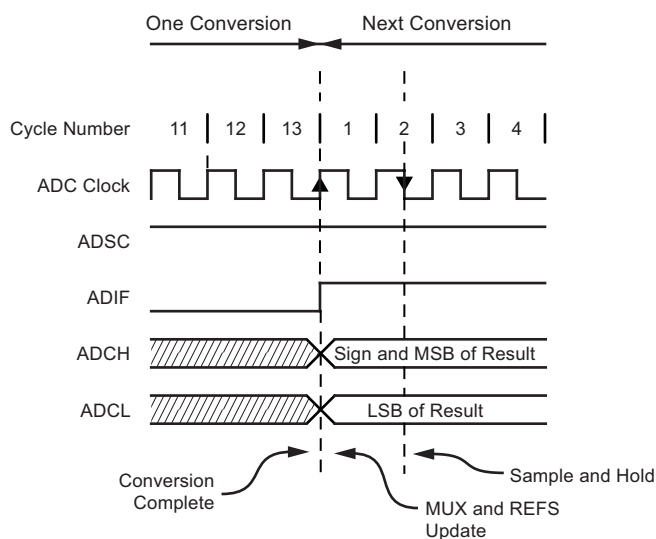 One Conversion
Next Conversion
Cycle Number
11
12
13
1
2
3
4
ADC Clock
ADSC
ADIF
ADCH
Sign and MSB of Result
ADCL
LSB of Result
Conversion
Complete
MUX and REFS
Update
Sample and Hold